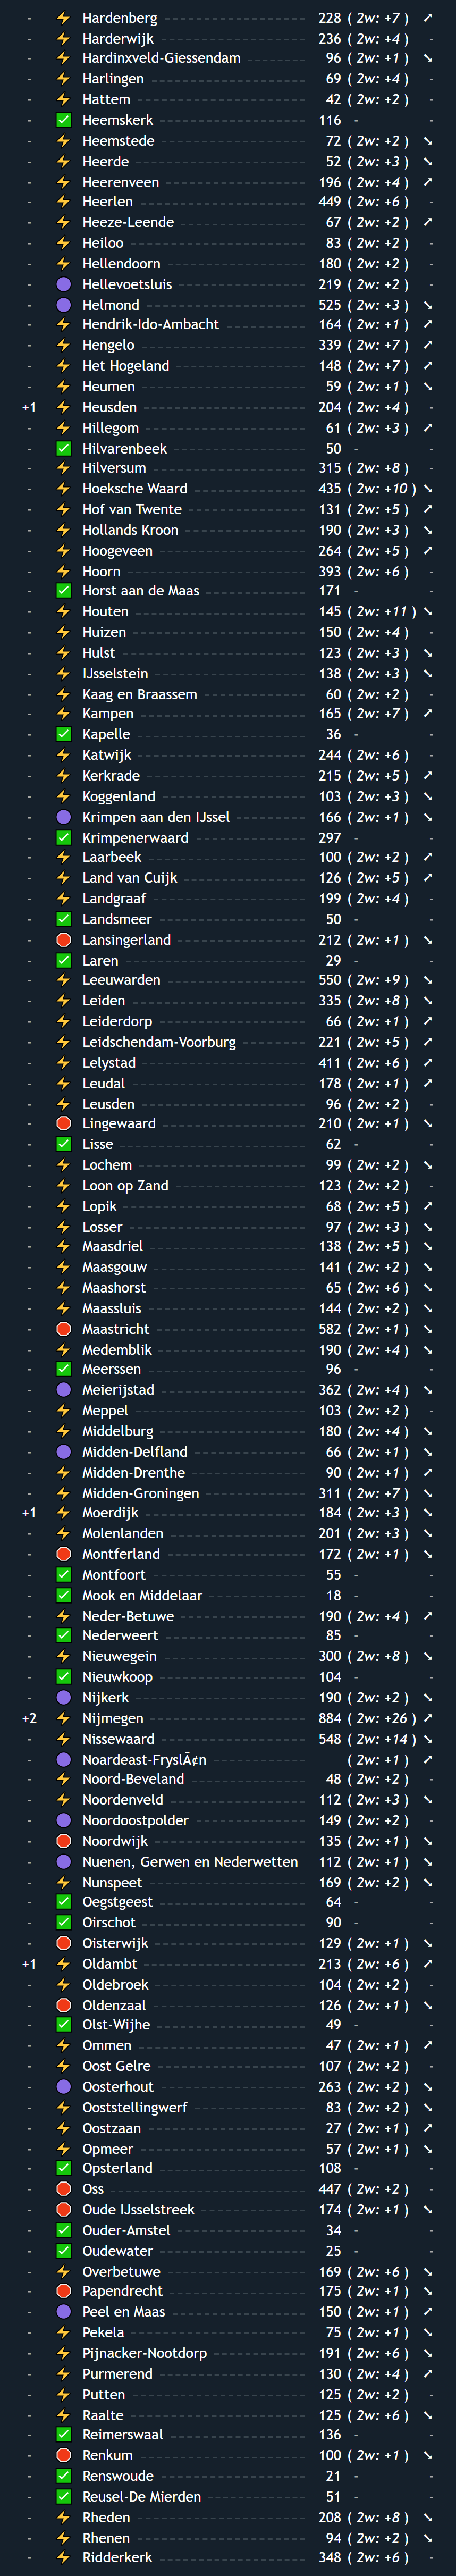 - ⚡ Hardenberg 228 ( 2w: +7 ) ↗
- ⚡ Harderwijk 236 ( 2w: +4 ) -
- ⚡ Hardinxveld-Giessendam 96 ( 2w: +1 ) ↘
- ⚡ Harlingen 69 ( 2w: +4 ) -
- ⚡ Hattem 42 ( 2w: +2 ) -
- ✅ Heemskerk 116 - -
- ⚡ Heemstede 72 ( 2w: +2 ) ↘
- ⚡ Heerde 52 ( 2w: +3 ) ↘
- ⚡ Heerenveen 196 ( 2w: +4 ) ↗
- ⚡ Heerlen 449 ( 2w: +6 ) -
- ⚡ Heeze-Leende 67 ( 2w: +2 ) ↗
- ⚡ Heiloo 83 ( 2w: +2 ) -
- ⚡ Hellendoorn 180 ( 2w: +2 ) -
- 🟣 Hellevoetsluis 219 ( 2w: +2 ) -
- 🟣 Helmond 525 ( 2w: +3 ) ↘
- ⚡ Hendrik-Ido-Ambacht 164 ( 2w: +1 ) ↗
- ⚡ Hengelo 339 ( 2w: +7 ) ↗
- ⚡ Het Hogeland 148 ( 2w: +7 ) ↗
- ⚡ Heumen 59 ( 2w: +1 ) ↘
+1 ⚡ Heusden 204 ( 2w: +4 ) -
- ⚡ Hillegom 61 ( 2w: +3 ) ↗
- ✅ Hilvarenbeek 50 - -
- ⚡ Hilversum 315 ( 2w: +8 ) -
- ⚡ Hoeksche Waard 435 ( 2w: +10 ) ↘
- ⚡ Hof van Twente 131 ( 2w: +5 ) ↗
- ⚡ Hollands Kroon 190 ( 2w: +3 ) ↘
- ⚡ Hoogeveen 264 ( 2w: +5 ) ↗
- ⚡ Hoorn 393 ( 2w: +6 ) -
- ✅ Horst aan de Maas 171 - -
- ⚡ Houten 145 ( 2w: +11 ) ↘
- ⚡ Huizen 150 ( 2w: +4 ) -
- ⚡ Hulst 123 ( 2w: +3 ) ↘
- ⚡ IJsselstein 138 ( 2w: +3 ) ↘
- ⚡ Kaag en Braassem 60 ( 2w: +2 ) -
- ⚡ Kampen 165 ( 2w: +7 ) ↗
- ✅ Kapelle 36 - -
- ⚡ Katwijk 244 ( 2w: +6 ) -
- ⚡ Kerkrade 215 ( 2w: +5 ) ↗
- ⚡ Koggenland 103 ( 2w: +3 ) ↘
- 🟣 Krimpen aan den IJssel 166 ( 2w: +1 ) ↘
- ✅ Krimpenerwaard 297 - -
- ⚡ Laarbeek 100 ( 2w: +2 ) ↗
- ⚡ Land van Cuijk 126 ( 2w: +5 ) ↗
- ⚡ Landgraaf 199 ( 2w: +4 ) -
- ✅ Landsmeer 50 - -
- 🛑 Lansingerland 212 ( 2w: +1 ) ↘
- ✅ Laren 29 - -
- ⚡ Leeuwarden 550 ( 2w: +9 ) ↘
- ⚡ Leiden 335 ( 2w: +8 ) ↘
- ⚡ Leiderdorp 66 ( 2w: +1 ) ↗
- ⚡ Leidschendam-Voorburg 221 ( 2w: +5 ) ↗
- ⚡ Lelystad 411 ( 2w: +6 ) ↗
- ⚡ Leudal 178 ( 2w: +1 ) ↗
- ⚡ Leusden 96 ( 2w: +2 ) -
- 🛑 Lingewaard 210 ( 2w: +1 ) ↘
- ✅ Lisse 62 - -
- ⚡ Lochem 99 ( 2w: +2 ) ↘
- ⚡ Loon op Zand 123 ( 2w: +2 ) -
- ⚡ Lopik 68 ( 2w: +5 ) ↗
- ⚡ Losser 97 ( 2w: +3 ) ↘
- ⚡ Maasdriel 138 ( 2w: +5 ) ↘
- ⚡ Maasgouw 141 ( 2w: +2 ) ↘
- ⚡ Maashorst 65 ( 2w: +6 ) ↘
- ⚡ Maassluis 144 ( 2w: +2 ) ↘
- 🛑 Maastricht 582 ( 2w: +1 ) ↘
- ⚡ Medemblik 190 ( 2w: +4 ) ↘
- ✅ Meerssen 96 - -
- 🟣 Meierijstad 362 ( 2w: +4 ) ↘
- ⚡ Meppel 103 ( 2w: +2 ) -
- ⚡ Middelburg 180 ( 2w: +4 ) ↘
- 🟣 Midden-Delfland 66 ( 2w: +1 ) ↘
- ⚡ Midden-Drenthe 90 ( 2w: +1 ) ↗
- ⚡ Midden-Groningen 311 ( 2w: +7 ) ↘
+1 ⚡ Moerdijk 184 ( 2w: +3 ) ↘
- ⚡ Molenlanden 201 ( 2w: +3 ) ↘
- 🛑 Montferland 172 ( 2w: +1 ) ↘
- ✅ Montfoort 55 - -
- ✅ Mook en Middelaar 18 - -
- ⚡ Neder-Betuwe 190 ( 2w: +4 ) ↗
- ✅ Nederweert 85 - -
- ⚡ Nieuwegein 300 ( 2w: +8 ) ↘
- ✅ Nieuwkoop 104 - -
- 🟣 Nijkerk 190 ( 2w: +2 ) ↘
+2 ⚡ Nijmegen 884 ( 2w: +26 ) ↗
- ⚡ Nissewaard 548 ( 2w: +14 ) ↘
- 🟣 Noardeast-FryslÃ¢n ( 2w: +1 ) ↗
- ⚡ Noord-Beveland 48 ( 2w: +2 ) -
- ⚡ Noordenveld 112 ( 2w: +3 ) ↘
- 🟣 Noordoostpolder 149 ( 2w: +2 ) -
- 🛑 Noordwijk 135 ( 2w: +1 ) ↘
- 🟣 Nuenen, Gerwen en Nederwetten 112 ( 2w: +1 ) ↘
- ⚡ Nunspeet 169 ( 2w: +2 ) ↘
- ✅ Oegstgeest 64 - -
- ✅ Oirschot 90 - -
- 🛑 Oisterwijk 129 ( 2w: +1 ) ↘
+1 ⚡ Oldambt 213 ( 2w: +6 ) ↗
- ⚡ Oldebroek 104 ( 2w: +2 ) -
- 🛑 Oldenzaal 126 ( 2w: +1 ) ↘
- ✅ Olst-Wijhe 49 - -
- ⚡ Ommen 47 ( 2w: +1 ) ↗
- ⚡ Oost Gelre 107 ( 2w: +2 ) -
- 🟣 Oosterhout 263 ( 2w: +2 ) ↘
- ⚡ Ooststellingwerf 83 ( 2w: +2 ) ↘
- ⚡ Oostzaan 27 ( 2w: +1 ) ↗
- ⚡ Opmeer 57 ( 2w: +1 ) ↘
- ✅ Opsterland 108 - -
- 🛑 Oss 447 ( 2w: +2 ) -
- 🛑 Oude IJsselstreek 174 ( 2w: +1 ) ↘
- ✅ Ouder-Amstel 34 - -
- ✅ Oudewater 25 - -
- ⚡ Overbetuwe 169 ( 2w: +6 ) ↘
- 🛑 Papendrecht 175 ( 2w: +1 ) ↘
- 🟣 Peel en Maas 150 ( 2w: +1 ) ↗
- ⚡ Pekela 75 ( 2w: +1 ) ↘
- ⚡ Pijnacker-Nootdorp 191 ( 2w: +6 ) ↘
- ⚡ Purmerend 130 ( 2w: +4 ) ↗
- ⚡ Putten 125 ( 2w: +2 ) -
- ⚡ Raalte 125 ( 2w: +6 ) ↘
- ✅ Reimerswaal 136 - -
- 🛑 Renkum 100 ( 2w: +1 ) ↘
- ✅ Renswoude 21 - -
- ✅ Reusel-De Mierden 51 - -
- ⚡ Rheden 208 ( 2w: +8 ) ↘
- ⚡ Rhenen 94 ( 2w: +2 ) ↘
- ⚡ Ridderkerk 348 ( 2w: +6 ) -